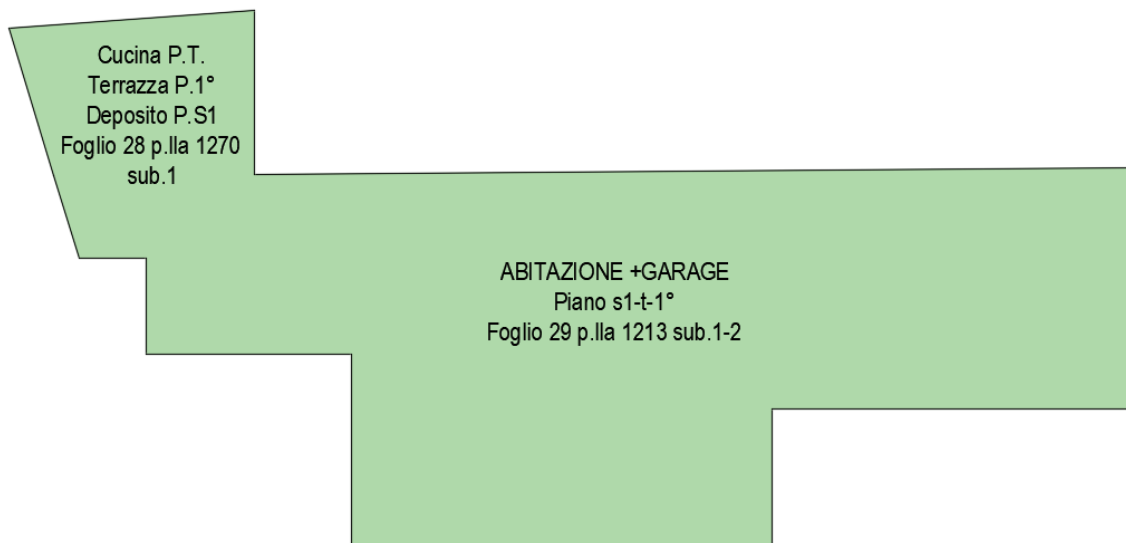 Cucina P.T.
Terrazza P.1°
Deposito P.S1
Foglio 28 p.lla 1270
sub.1
ABITAZIONE +GARAGE
Piano s1-t-1°
Foglio 29 p.lla 1213 sub.1-2